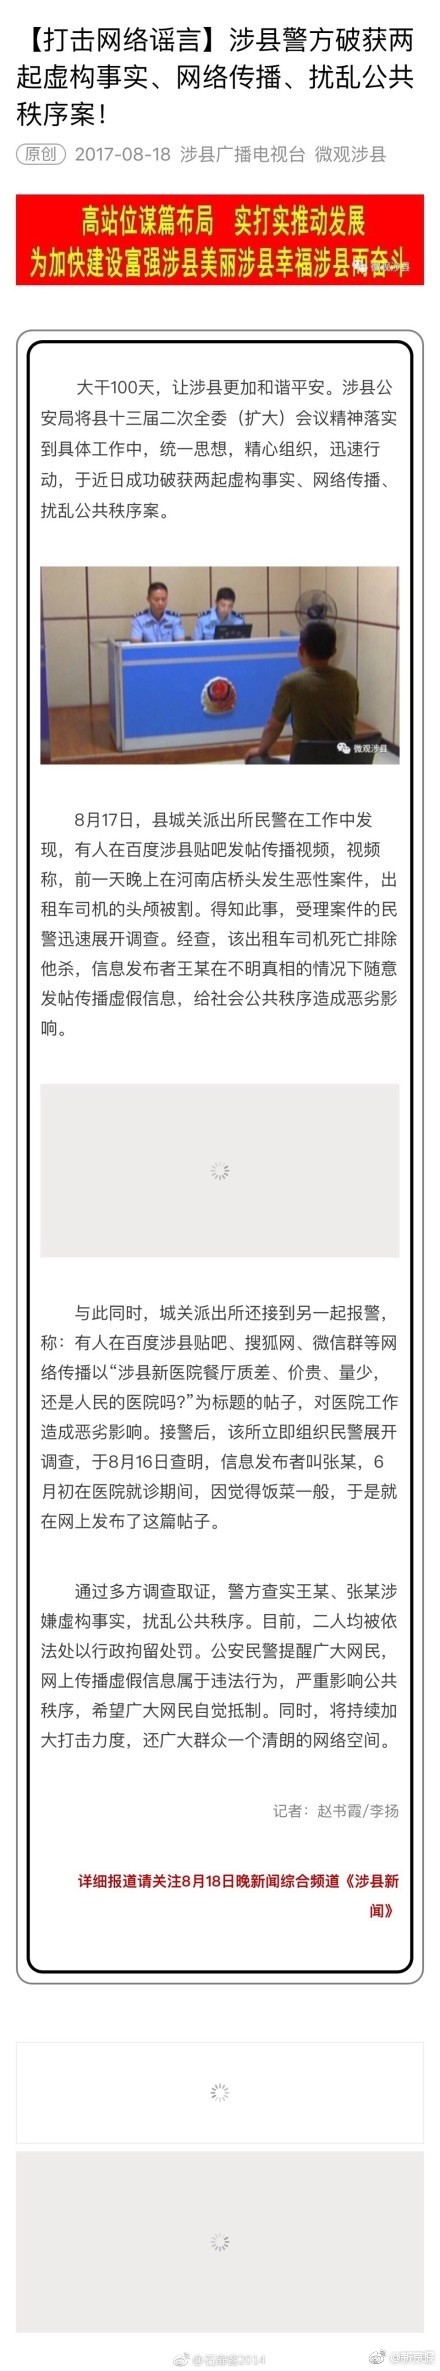 【打击网络谣言】涉县警方破获两
起虚构事实、网络传播、扰乱公共
秩序案！
原创 2017-08-18 涉县广播电视台 微观涉县
高站位谋篇布局 实打实推动发展
为加快建设富强涉县美丽涉县幸福涉县而奋斗
微观涉县
大干100天，让涉县更加和谐平安。涉县公
安局将县十三届二次全委（扩大）会议精神落实
到具体工作中，统一思想，精心组织，迅速行
动，于近日成功破获两起虚构事实、网络传播、
扰乱公共秩序案。
微观涉县
8月17日，县城关派出所民警在工作中发
现，有人在百度涉县贴吧发帖传播视频，视频
称，前一天晚上在河南店桥头发生恶性案件，出
租车司机的头颅被割。得知此事，受理案件的民
警迅速展开调查。经查，该出租车司机死亡排除
他杀，信息发布者王某在不明真相的情况下随意
发帖传播虚假信息，给社会公共秩序造成恶劣影
响。
与此同时，城关派出所还接到另一起报警，
称：有人在百度涉县贴吧、搜狐网、微信群等网
络传播以“涉县新医院餐厅质差、价贵、量少，
还是人民的医院吗?”为标题的帖子，对医院工作
造成恶劣影响。接警后，该所立即组织民警展开
调查，于8月16日查明，信息发布者叫张某，6
月初在医院就诊期间，因觉得饭菜一般，于是就
在网上发布了这篇帖子。
通过多方调查取证，警方查实王某、张某涉
嫌虚构事实，扰乱公共秩序。目前，二人均被依
法处以行政拘留处罚。公安民警提醒广大网民，
网上传播虚假信息属于违法行为，严重影响公共
秩序，希望广大网民自觉抵制。同时，将持续加
大打击力度，还广大群众一个清朗的网络空间。
记者：赵书霞/李扬
详细报道请关注8月18日晚新闻综合频道《涉县新
闻》